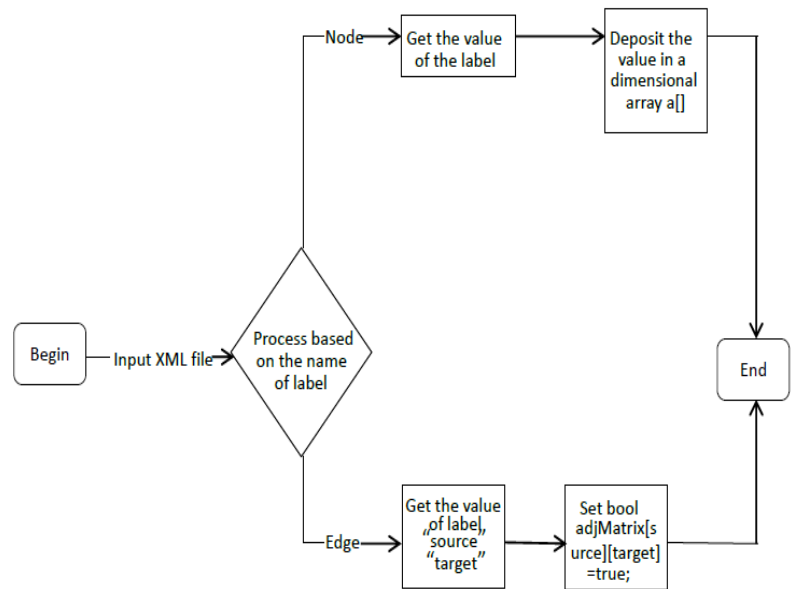 Node
Get the value
of the label
Deposit the
value in a
dimensional
array a[]
Begin
Input XML file
Process based
on the name
of label
End
Edge
Get the value
of label,
“source”
“target”
Set bool
adjMatrix[s
urce][target]
=true;